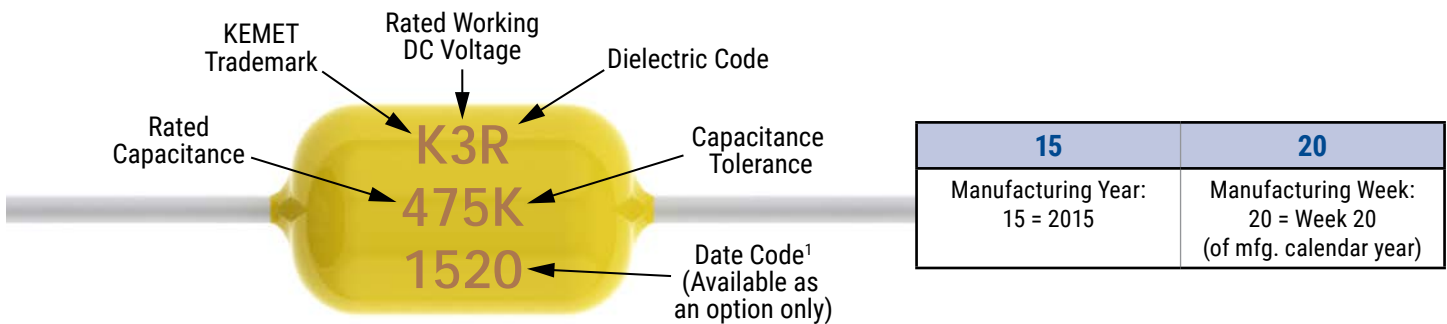 KEMET
Trademark
Rated Working
DC Voltage
Dielectric Code
Rated
Capacitance
Capacitance
Tolerance
Date Code¹
(Available as
an option only)
K3R
475K
1520
15 20
Manufacturing Year:
15 = 2015
Manufacturing Week:
20 = Week 20
(of mfg. calendar year)